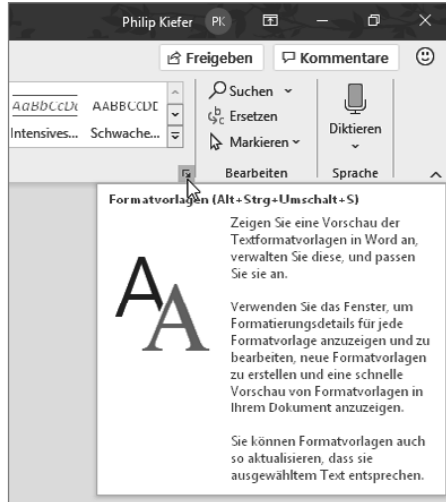 Philip Kiefer PK
Freigeben Kommentare
AaBbCcDc AABBCCDE
Intensives... Schwache...
Suchen
Ersetzen
Markieren
Diktieren
Bearbeiten Sprache
Formatvorlagen (Alt+Strg+Umschalt+S)
Zeigen Sie eine Vorschau der
Textformatvorlagen in Word an,
verwalten Sie diese, und passen
Sie sie an.
Verwenden Sie das Fenster, um
Formatierungsdetails für jede
Formatvorlage anzuzeigen und zu
bearbeiten, neue Formatvorlagen
zu erstellen und eine schnelle
Vorschau von Formatvorlagen in
Ihrem Dokument anzuzeigen.
Sie können Formatvorlagen auch
so aktualisieren, dass sie
ausgewähltem Text entsprechen.